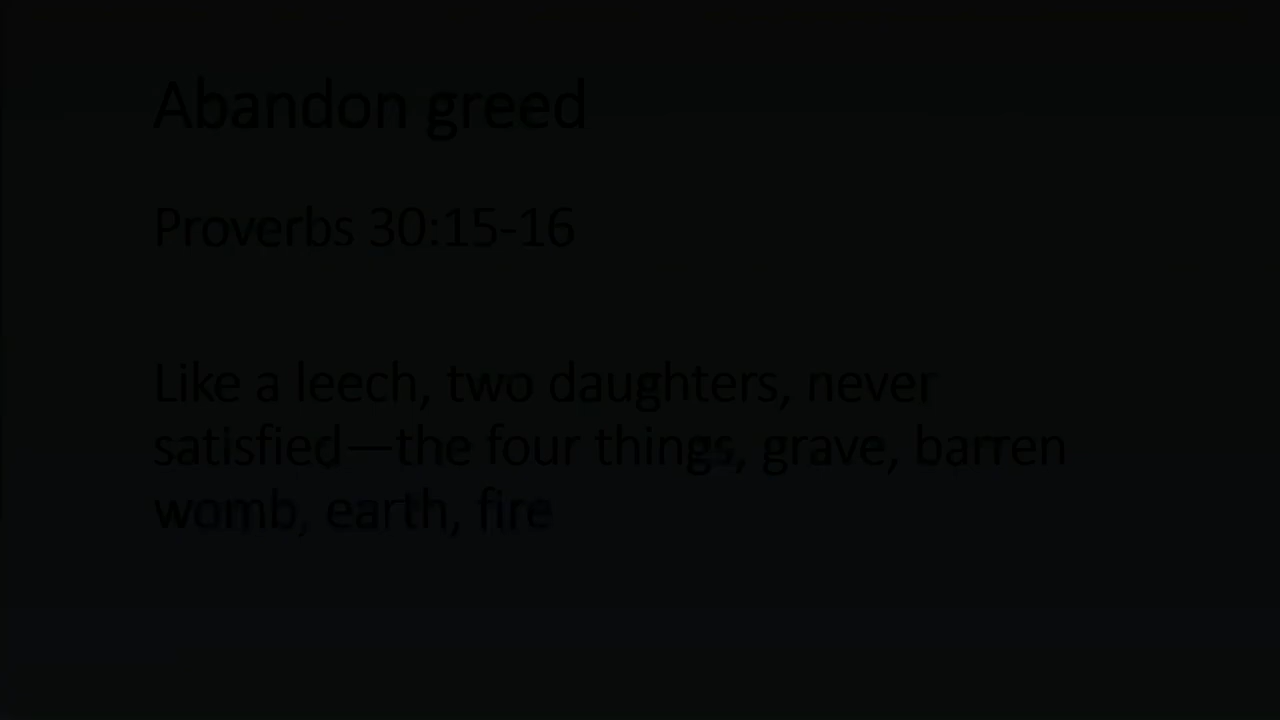 Abandon greed
Proverbs 30:15-16
Like a leech, two daughters, never
satisfied—the four things, grave, barren
womb, earth, fire